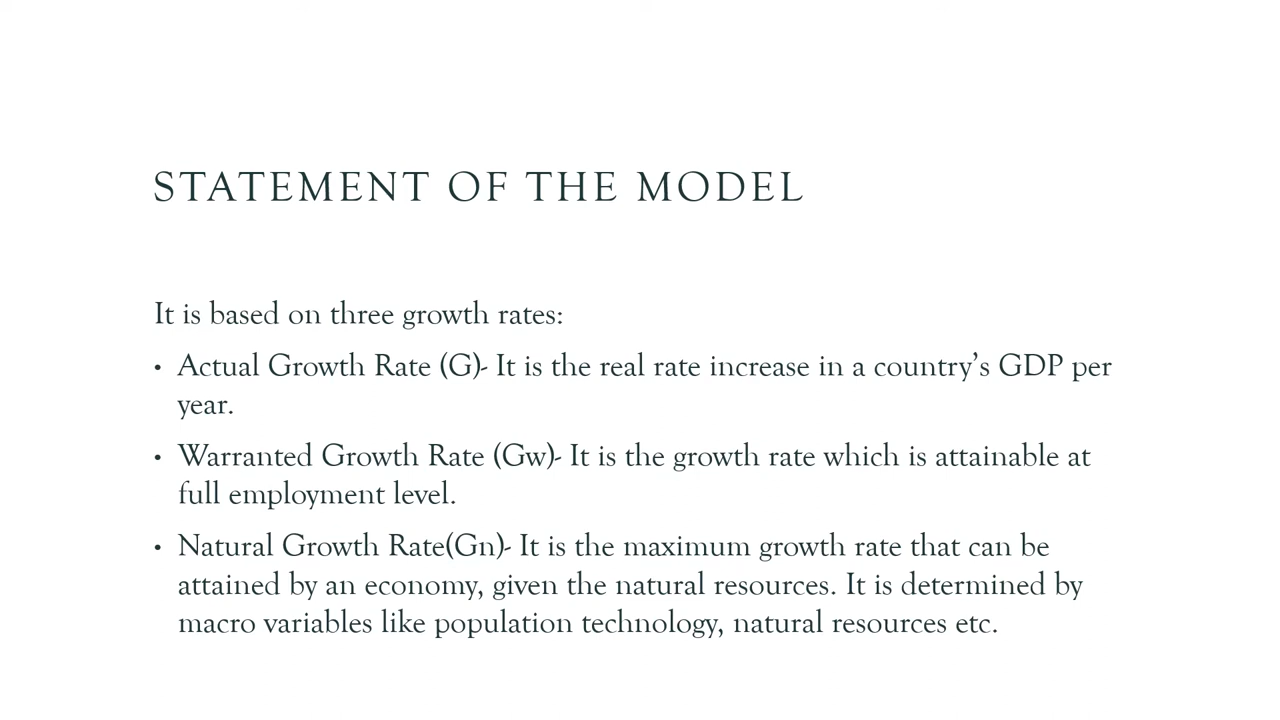 STATEMENT OF THE MODEL
It is based on three growth rates:
• Actual Growth Rate (G)- It is the real rate increase in a country’s GDP per
year.
• Warranted Growth Rate (Gw)- It is the growth rate which is attainable at
full employment level.
• Natural Growth Rate(Gn)- It is the maximum growth rate that can be
attained by an economy, given the natural resources. It is determined by
macro variables like population technology, natural resources etc.